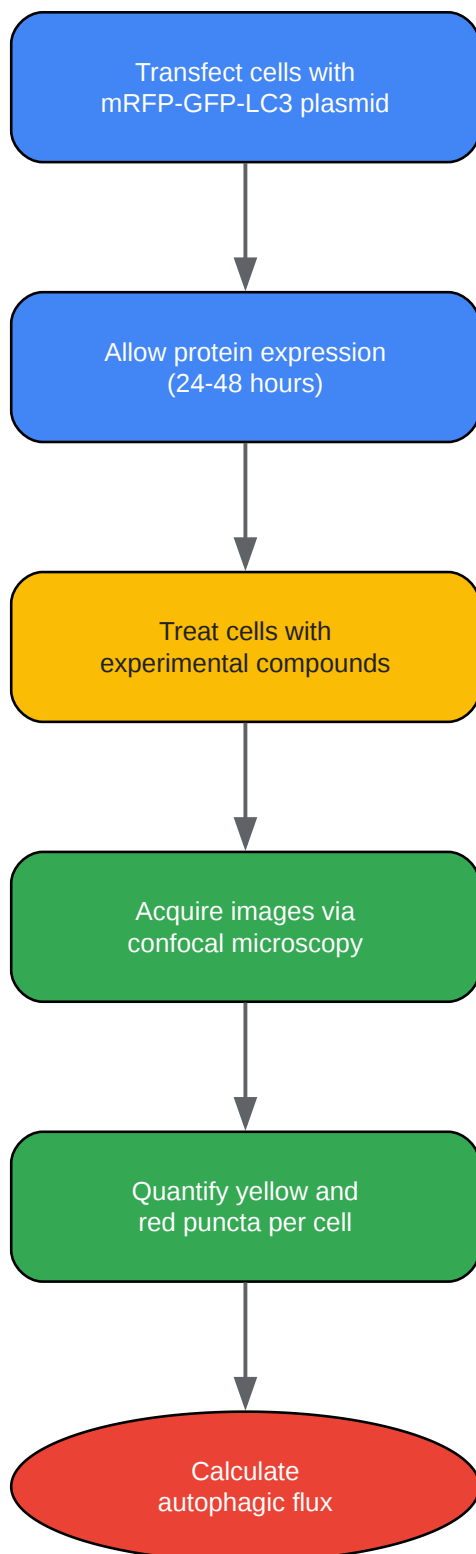 Transfect cells with
mRFP-GFP-LC3 plasmid
Allow protein expression
(24-48 hours)
Treat cells with
experimental compounds
Acquire images via
confocal microscopy
Quantify yellow and
red puncta per cell
Calculate
autophagic flux